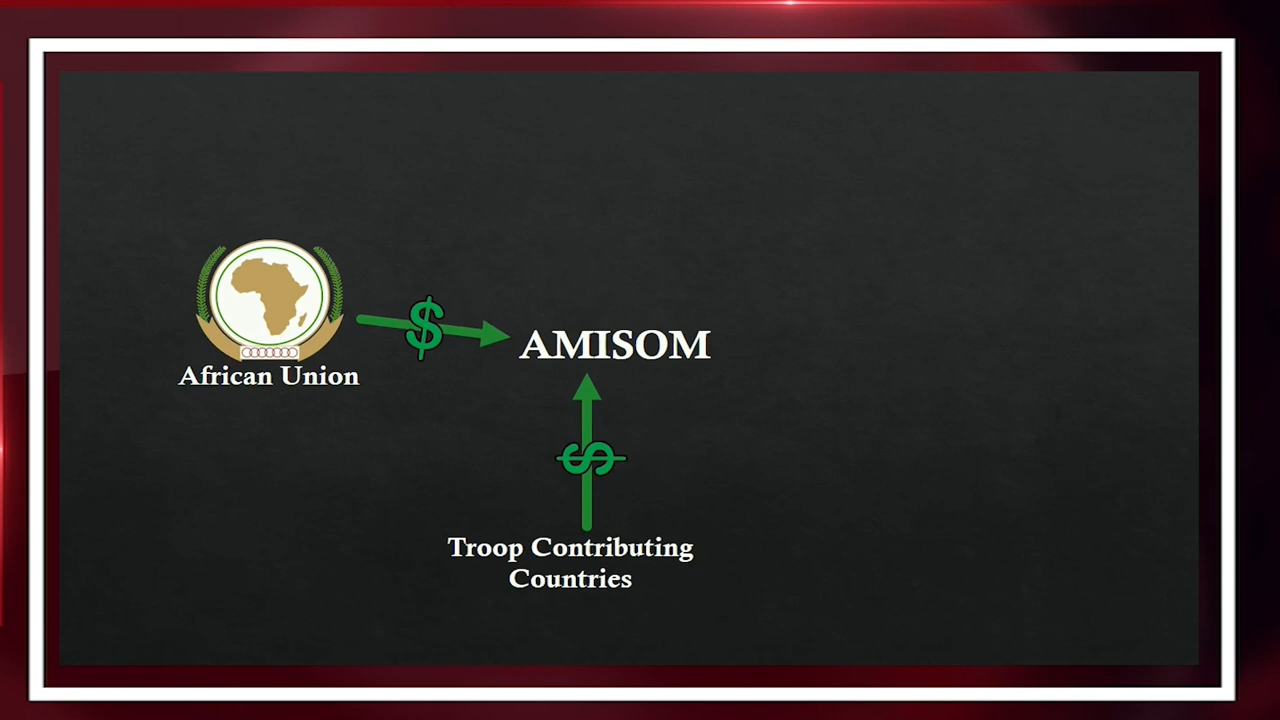 $
AMISOM
African Union
$
Troop Contributing
Countries